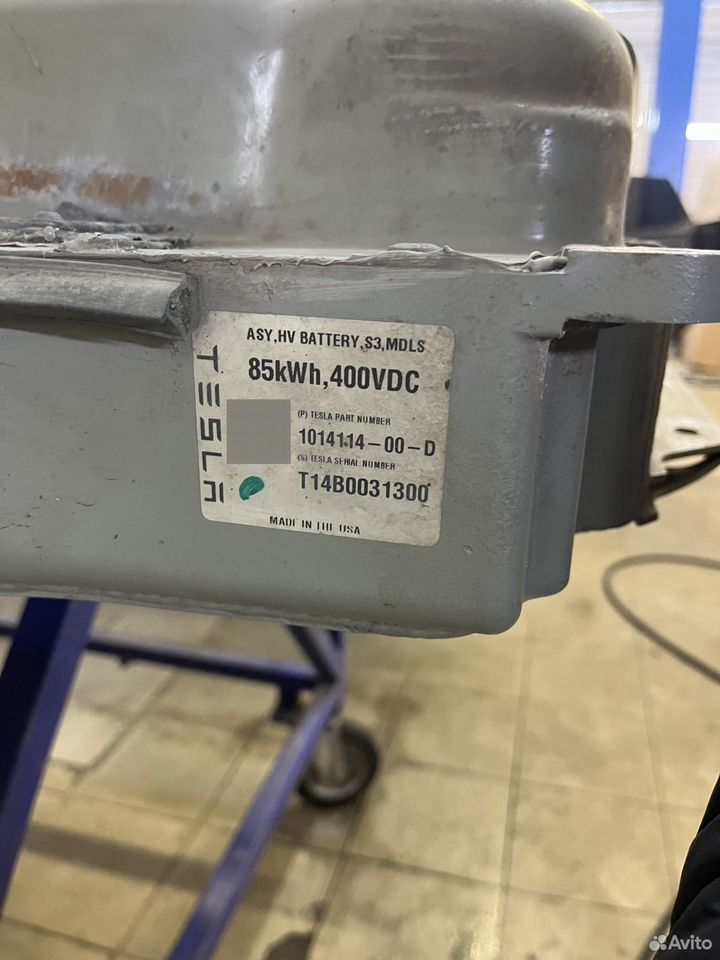 ASY,HV BATTERY,S3,MDLS
85kWh,400VDC
TESLA
(P) TESLA PART NUMBER
1014114-00-D
(S) TESLA SERIAL NUMBER
T14B0031300
MADE IN THE USA
Avito